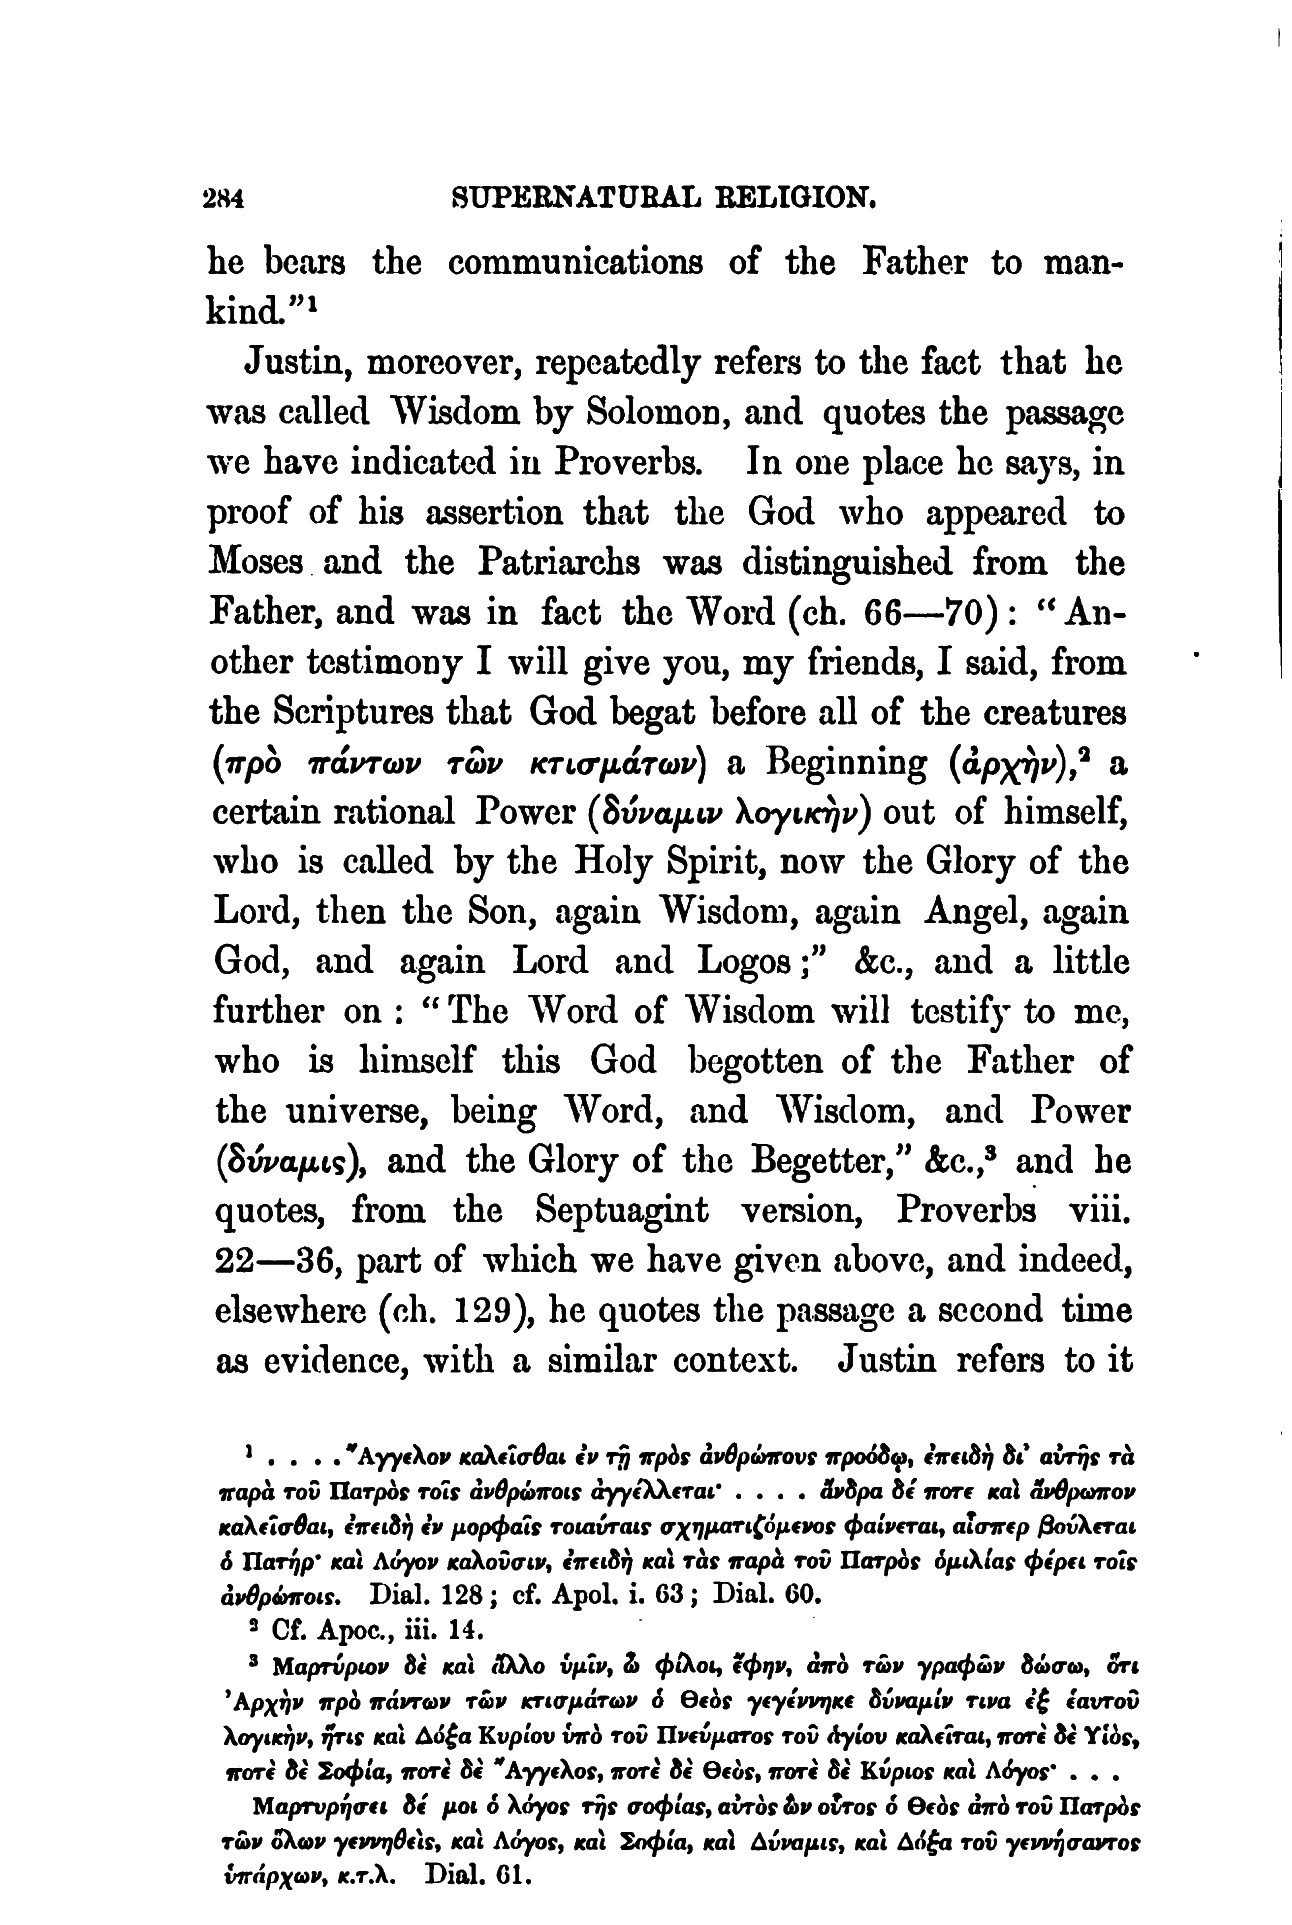 284 SUPERNATURAL RELIGION.
he bears the communications of the Father to man-
kind.”¹
Justin, moreover, repeatedly refers to the fact that he
was called Wisdom by Solomon, and quotes the passage
we have indicated in Proverbs. In one place he says, in
proof of his assertion that the God who appeared to
Moses and the Patriarchs was distinguished from the
Father, and was in fact the Word (ch. 66—70): “An-
other testimony I will give you, my friends, I said, from
the Scriptures that God begat before all of the creatures
(πρὸ πάντων τῶν κτισμάτων) a Beginning (ἀρχὴν),² a
certain rational Power (δύναμιν λογικὴν) out of himself,
who is called by the Holy Spirit, now the Glory of the
Lord, then the Son, again Wisdom, again Angel, again
God, and again Lord and Logos;” &c., and a little
further on: “The Word of Wisdom will testify to me,
who is himself this God begotten of the Father of
the universe, being Word, and Wisdom, and Power
(δύναμις), and the Glory of the Begetter,” &c.,³ and he
quotes, from the Septuagint version, Proverbs viii.
22—36, part of which we have given above, and indeed,
elsewhere (ch. 129), he quotes the passage a second time
as evidence, with a similar context. Justin refers to it
¹ . . . . Ἄγγελον καλεῖσθαι ἐν τῇ πρὸς ἀνθρώπους προόδῳ, ἐπειδὴ δι’ αὐτῆς τὰ
παρὰ τοῦ Πατρὸς τοῖς ἀνθρώποις ἀγγέλλεται· . . . . ἄνδρα δέ ποτε καὶ ἄνθρωπον
καλεῖσθαι, ἐπειδὴ ἐν μορφαῖς τοιαύταις σχηματιζόμενος φαίνεται, αἷσπερ βούλεται
ὁ Πατήρ· καὶ Λόγον καλοῦσιν, ἐπειδὴ καὶ τὰς παρὰ τοῦ Πατρὸς ὁμιλίας φέρει τοῖς
ἀνθρώποις. Dial. 128; cf. Apol. i. 63; Dial. 60.
² Cf. Apoc., iii. 14.
³ Μαρτύριον δὲ καὶ ἄλλο ὑμῖν, ὦ φίλοι, ἔφην, ἀπὸ τῶν γραφῶν δώσω, ὅτι
Ἀρχὴν πρὸ πάντων τῶν κτισμάτων ὁ Θεὸς γεγέννηκε δύναμίν τινα ἐξ ἑαυτοῦ
λογικὴν, ἥτις καὶ Δόξα Κυρίου ὑπὸ τοῦ Πνεύματος τοῦ ἁγίου καλεῖται, ποτὲ δὲ Υἱὸς,
ποτὲ δὲ Σοφία, ποτὲ δὲ Ἄγγελος, ποτὲ δὲ Θεὸς, ποτὲ δὲ Κύριος καὶ Λόγος· . . .
Μαρτυρήσει δέ μοι ὁ λόγος τῆς σοφίας, αὐτὸς ὢν οὗτος ὁ Θεὸς ἀπὸ τοῦ Πατρὸς
τῶν ὅλων γεννηθεὶς, καὶ Λόγος, καὶ Σοφία, καὶ Δύναμις, καὶ Δόξα τοῦ γεννήσαντος
ὑπάρχων, κ.τ.λ. Dial. 61.